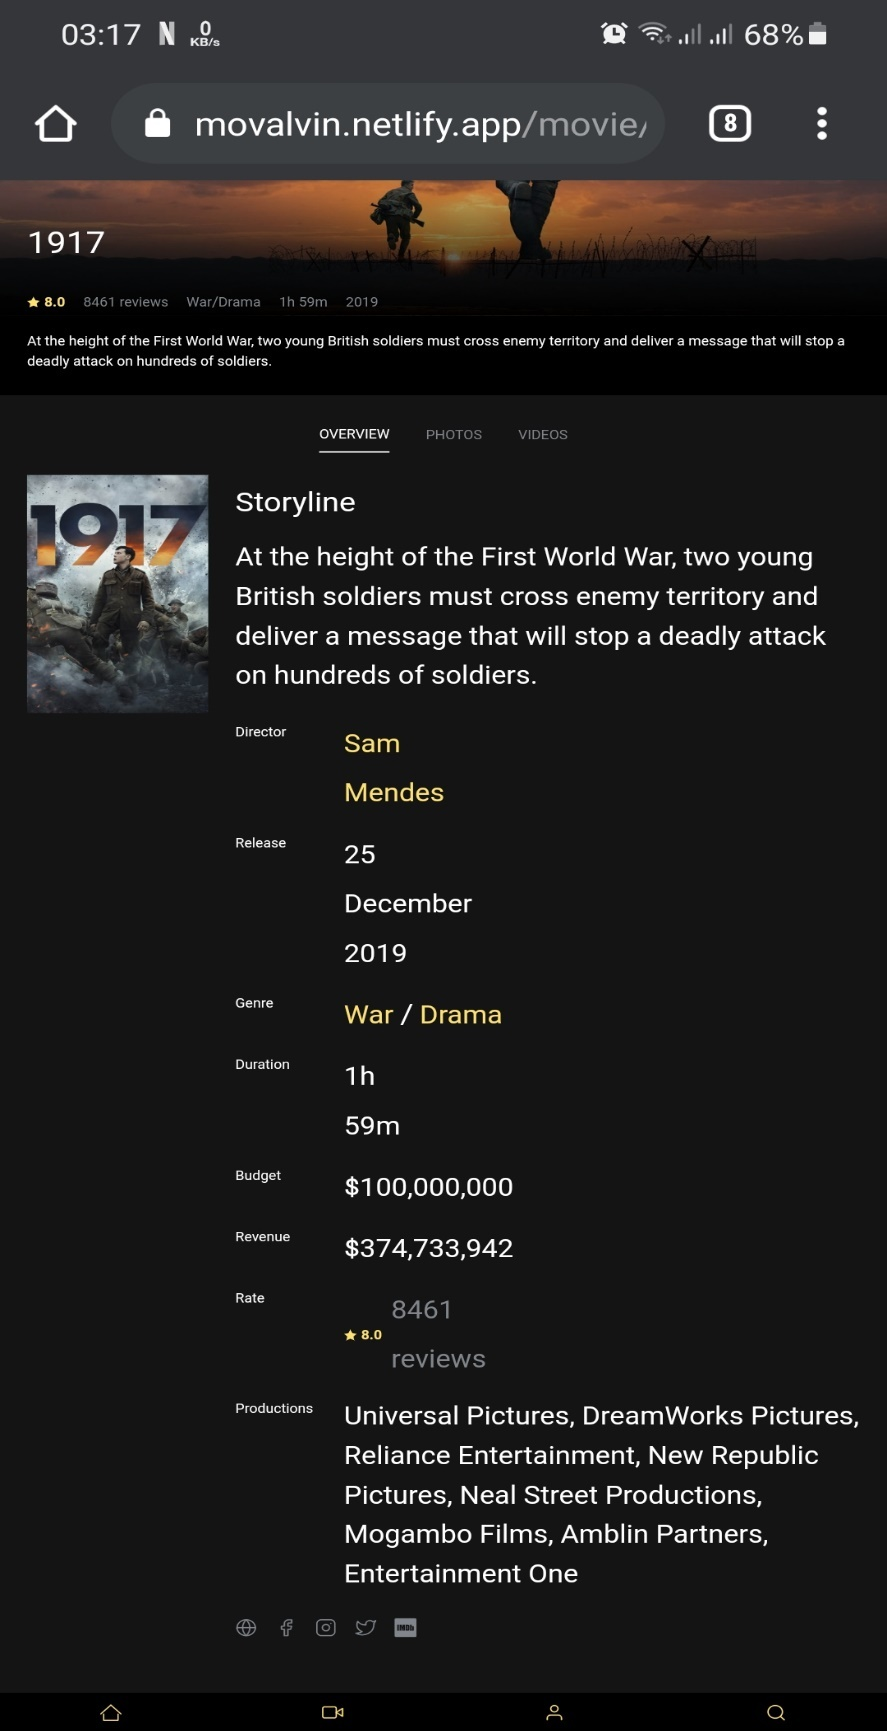 03:17 N 0 KB/s 68%
movalvin.netlify.app/movie/ 8
1917
8.0 8461 reviews War/Drama 1h 59m 2019
At the height of the First World War, two young British soldiers must cross enemy territory and deliver a message that will stop a
deadly attack on hundreds of soldiers.
OVERVIEW PHOTOS VIDEOS
1917
Storyline
At the height of the First World War, two young
British soldiers must cross enemy territory and
deliver a message that will stop a deadly attack
on hundreds of soldiers.
Director
Sam
Mendes
Release
25
December
2019
Genre
War / Drama
Duration
1h
59m
Budget
$100,000,000
Revenue
$374,733,942
Rate
8.0
8461
reviews
Productions
Universal Pictures, DreamWorks Pictures,
Reliance Entertainment, New Republic
Pictures, Neal Street Productions,
Mogambo Films, Amblin Partners,
Entertainment One
IMDb